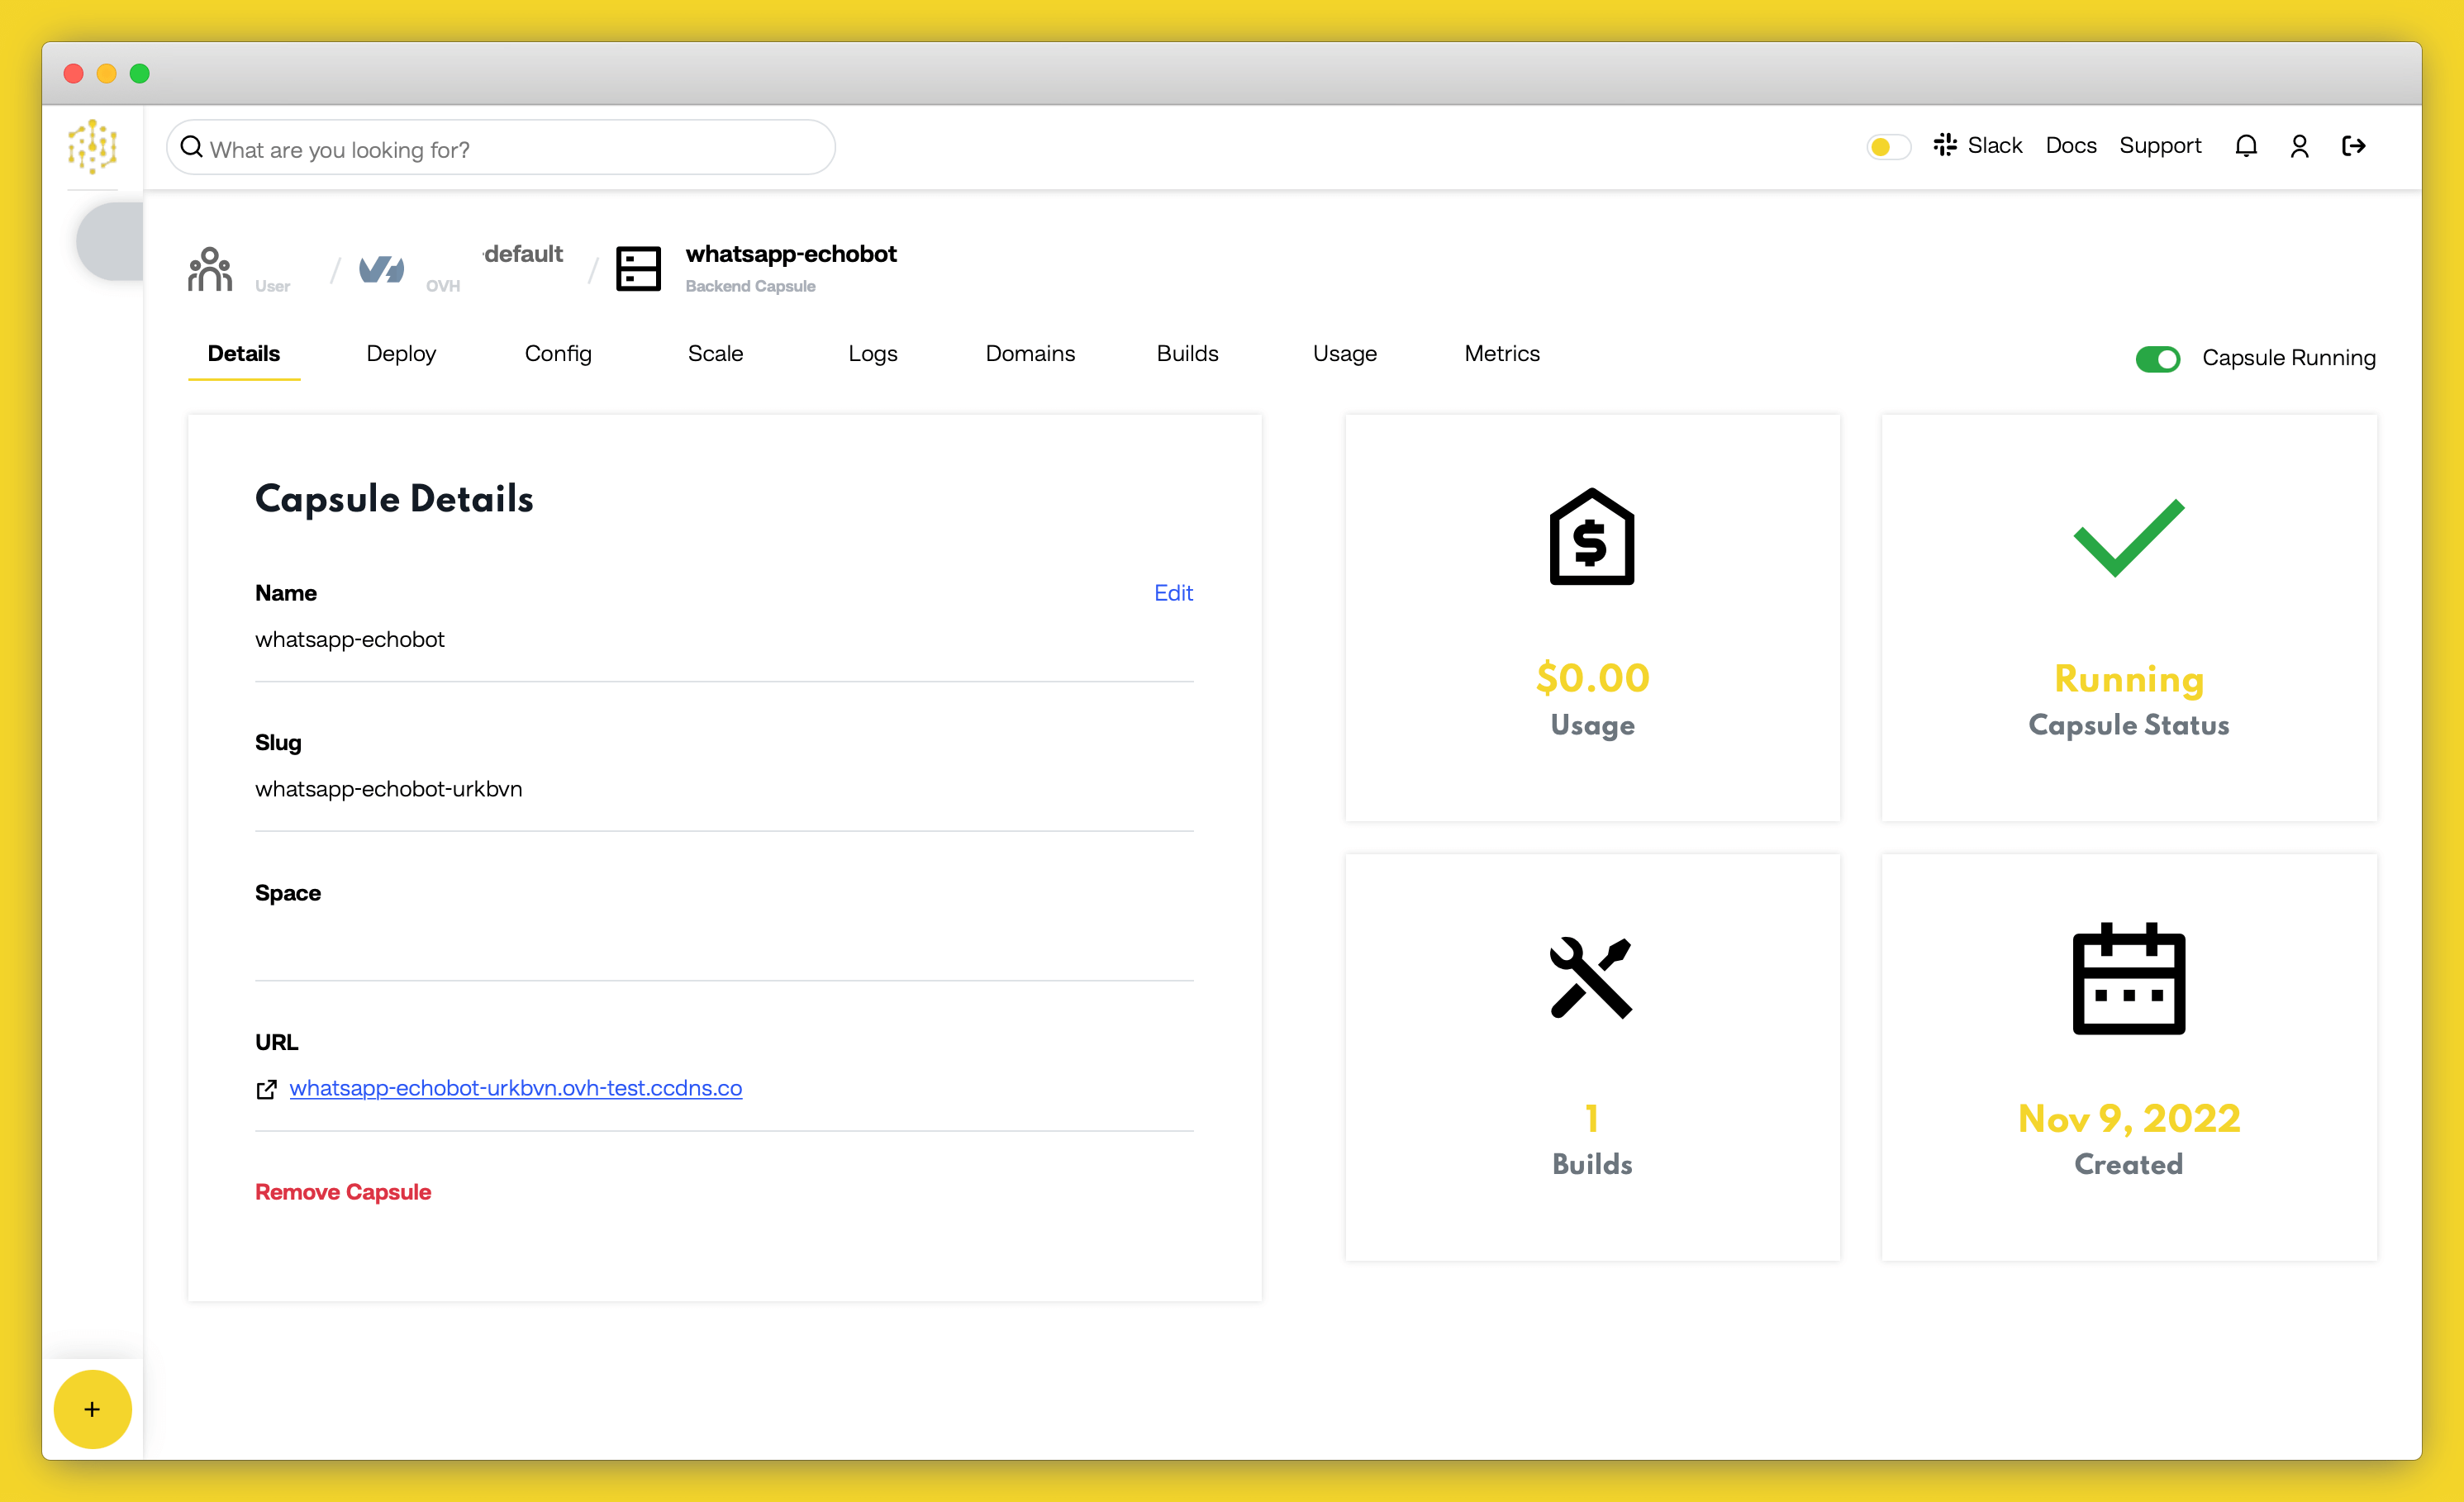 What are you looking for?
Slack Docs Support
User
OVH
default
whatsapp-echobot
Backend Capsule
Details Deploy Config Scale Logs Domains Builds Usage Metrics
Capsule Running
Capsule Details
Name Edit
whatsapp-echobot
Slug
whatsapp-echobot-urkbvn
Space
URL
whatsapp-echobot-urkbvn.ovh-test.ccdns.co
Remove Capsule
$0.00
Usage
Running
Capsule Status
1
Builds
Nov 9, 2022
Created